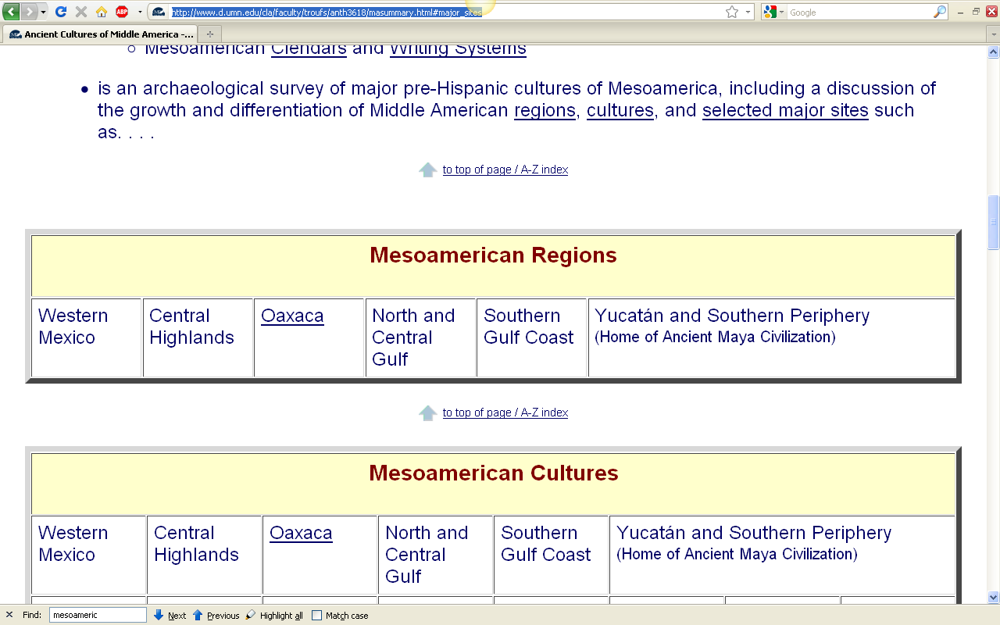 http://www.d.umn.edu/cla/faculty/troufs/anth3618/masummary.html#major_sites
ABP
Google
Ancient Cultures of Middle America -...
Mesoamerican Clendars and Writing Systems
is an archaeological survey of major pre-Hispanic cultures of Mesoamerica, including a discussion of
the growth and differentiation of Middle American regions, cultures, and selected major sites such
as. . . .
to top of page / A-Z index
Mesoamerican Regions
Western Mexico
Central Highlands
Oaxaca
North and Central Gulf
Southern Gulf Coast
Yucatán and Southern Periphery
(Home of Ancient Maya Civilization)
to top of page / A-Z index
Mesoamerican Cultures
Western Mexico
Central Highlands
Oaxaca
North and Central Gulf
Southern Gulf Coast
Yucatán and Southern Periphery
(Home of Ancient Maya Civilization)
Find: mesoameric Next Previous Highlight all Match case